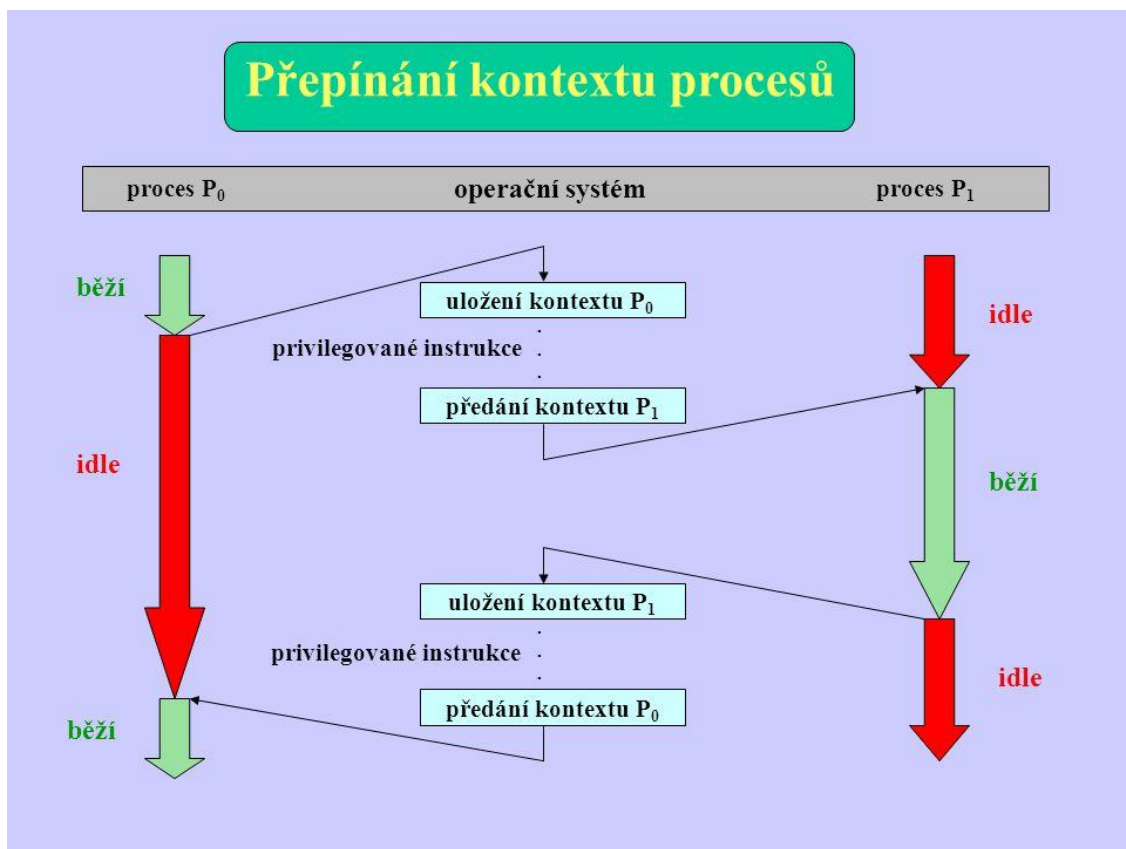 Přepínání kontextu procesů
proces P₀ operační systém proces P₁
běží
uložení kontextu P₀
idle
privilegované instrukce
předání kontextu P₁
idle
běží
uložení kontextu P₁
privilegované instrukce
idle
předání kontextu P₀
běží